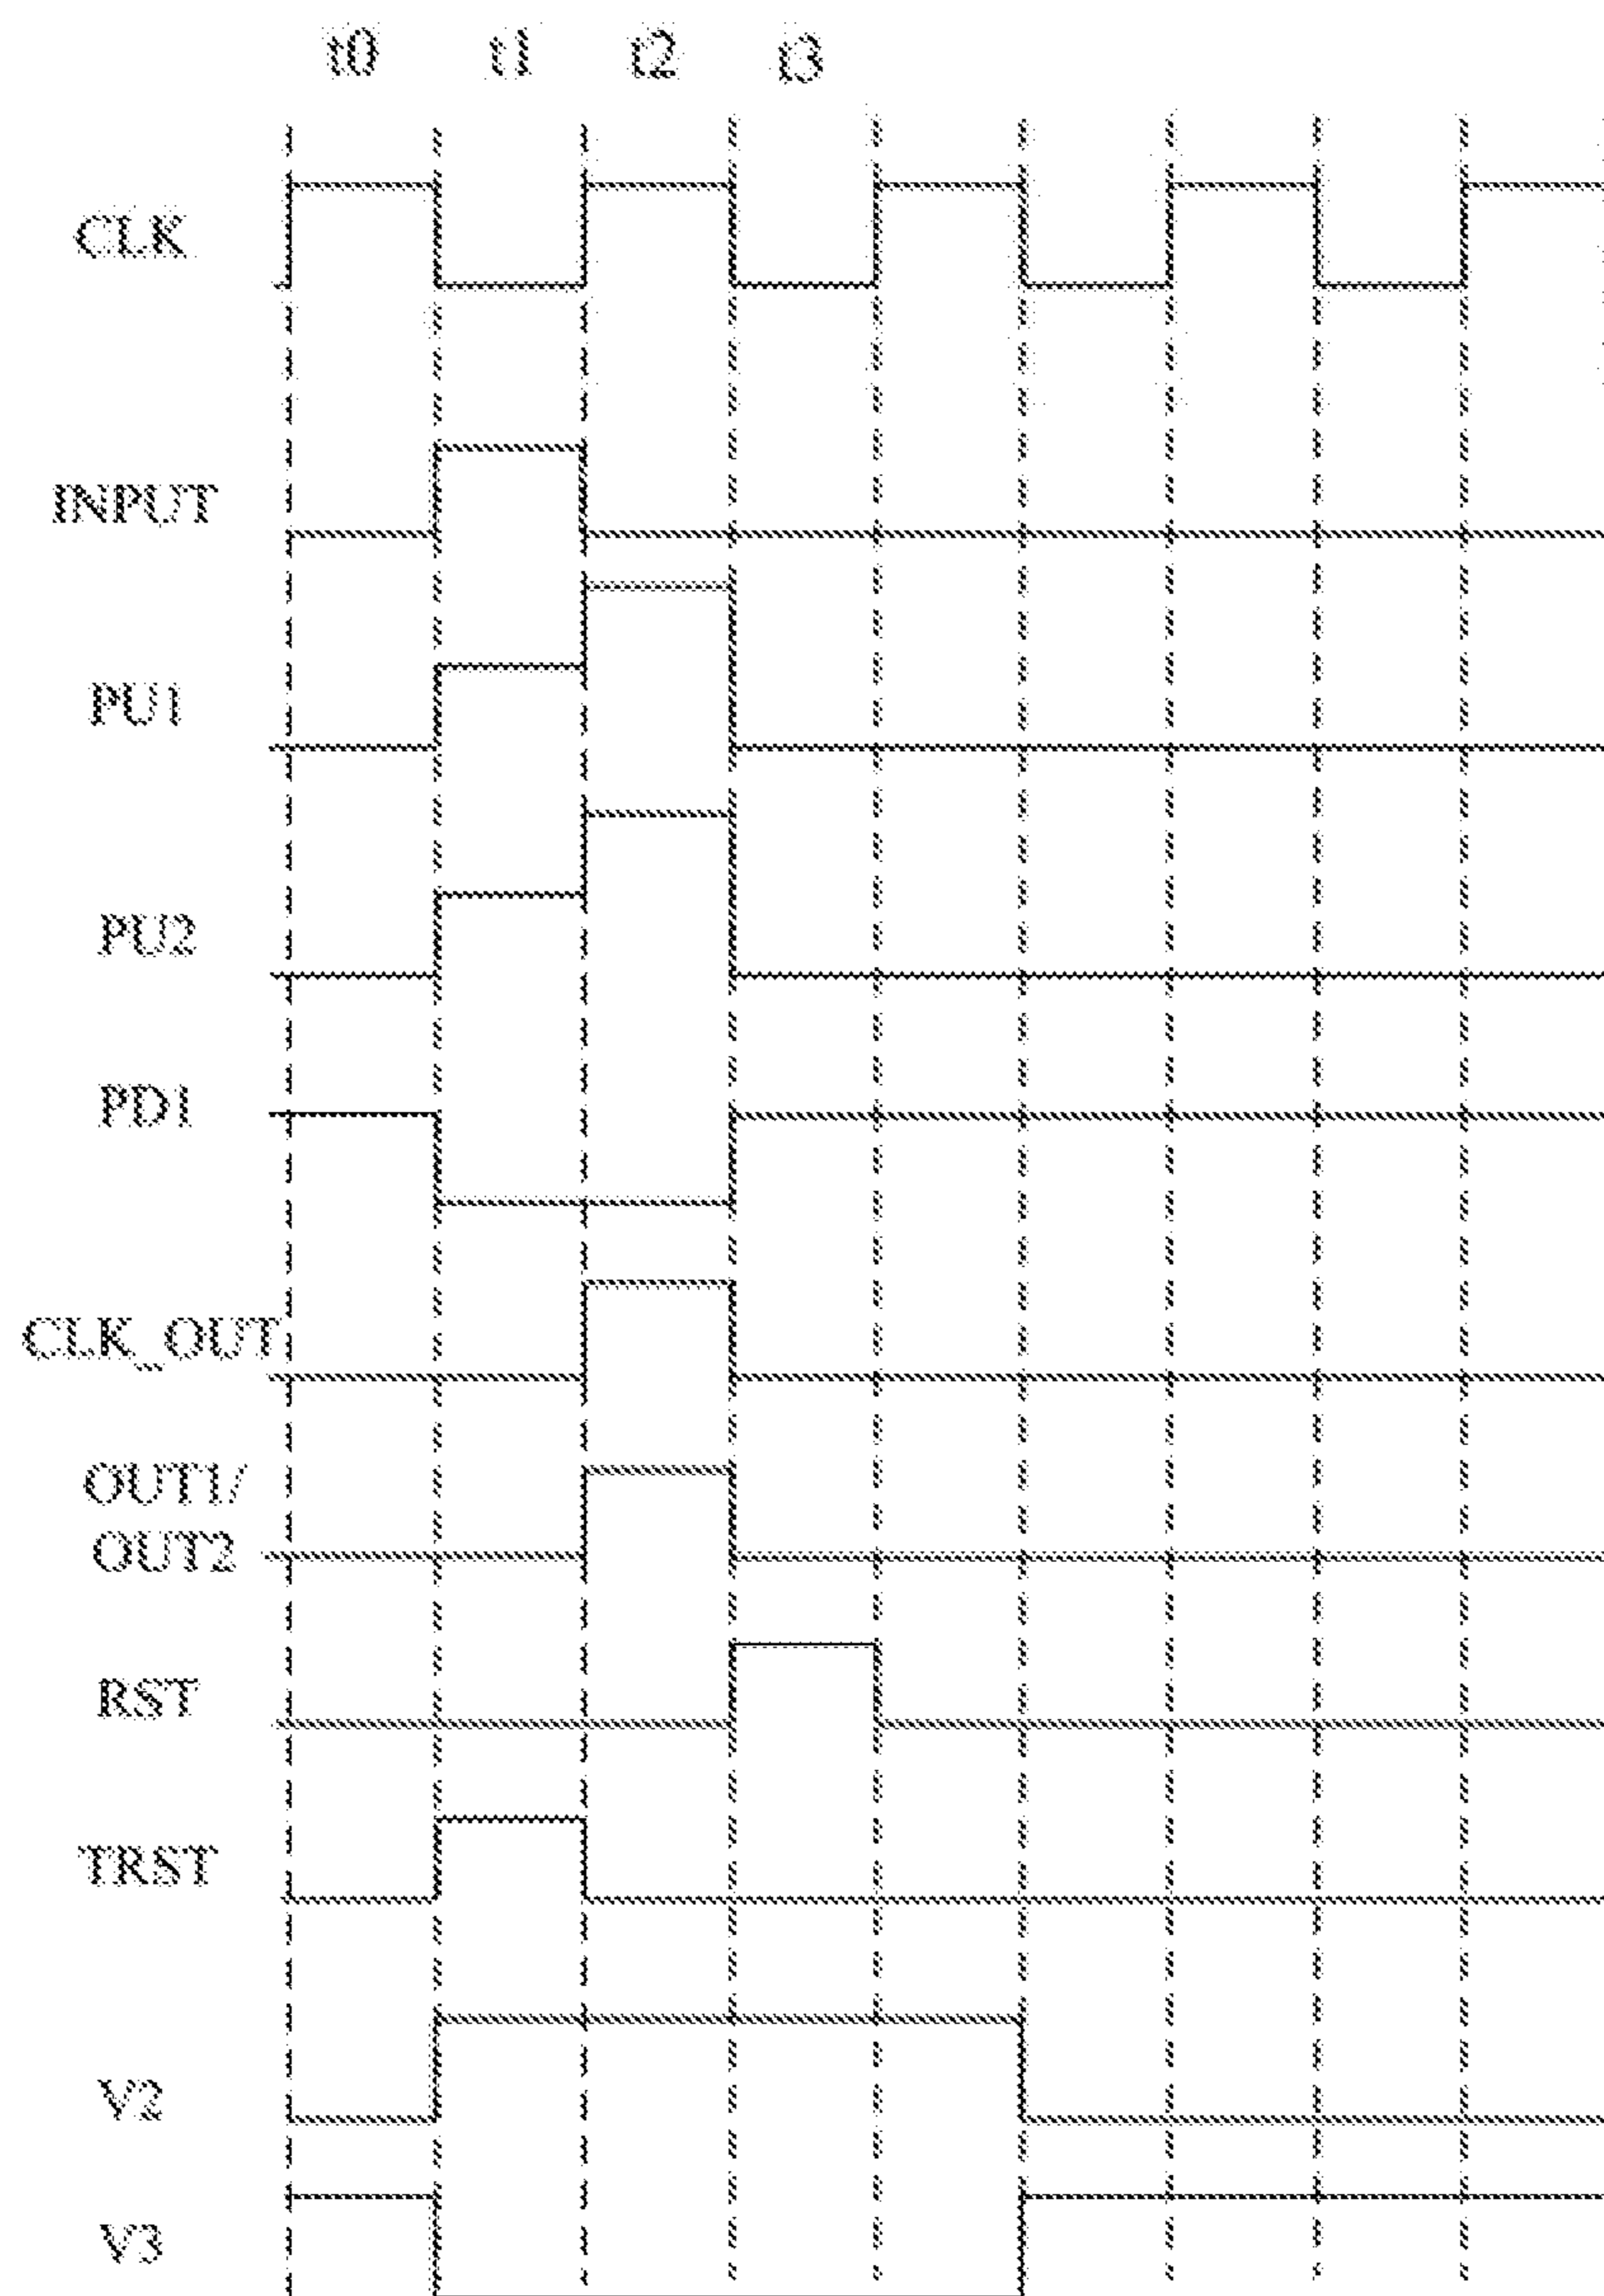 t0 t1 t2 t3
CLK
INPUT
PU1
PU2
PD1
CLK_OUT
OUT1/
OUT2
RST
TRST
V2
V3